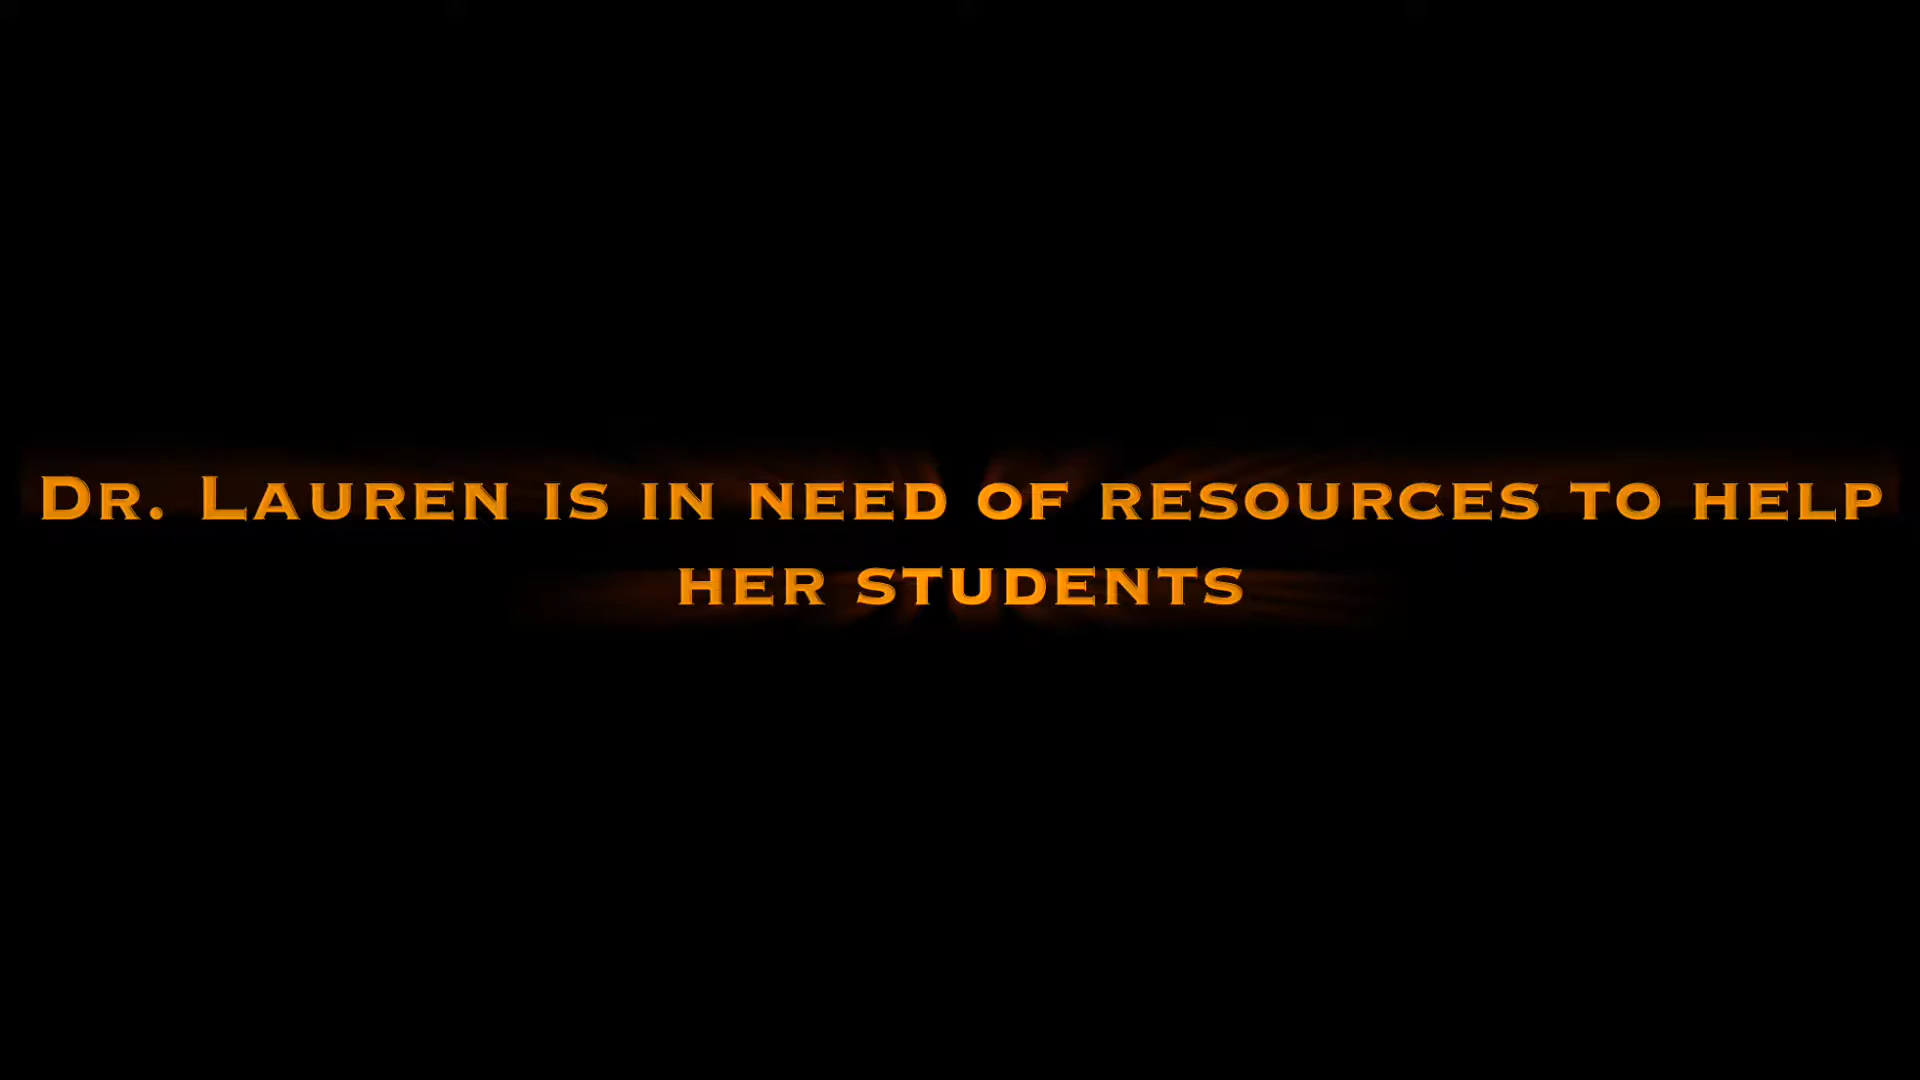 Dr. Lauren is in need of resources to help
her students